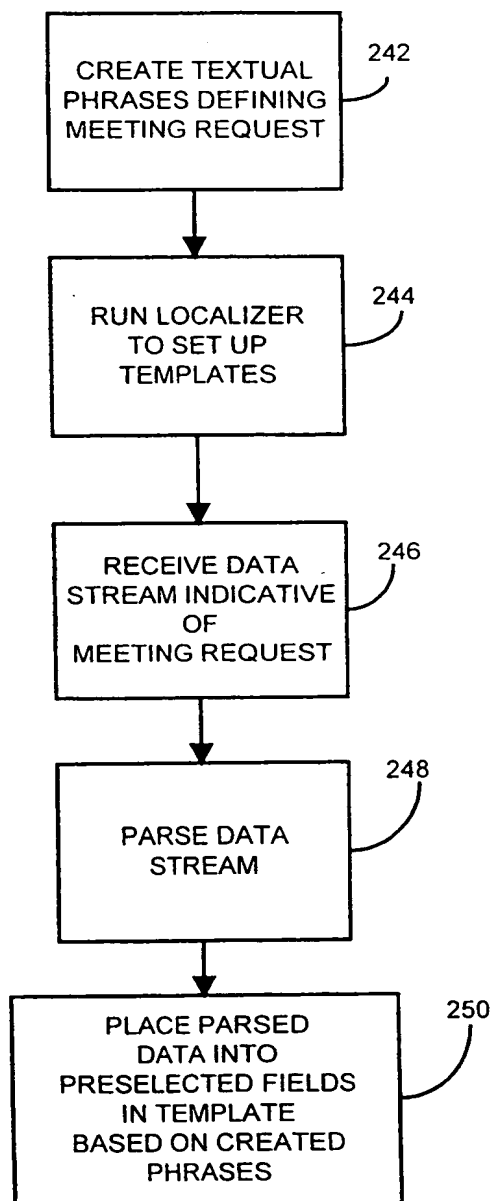 CREATE TEXTUAL
PHRASES DEFINING
MEETING REQUEST
242
RUN LOCALIZER
TO SET UP
TEMPLATES
244
RECEIVE DATA
STREAM INDICATIVE
OF
MEETING REQUEST
246
PARSE DATA
STREAM
248
PLACE PARSED
DATA INTO
PRESELECTED FIELDS
IN TEMPLATE
BASED ON CREATED
PHRASES
250